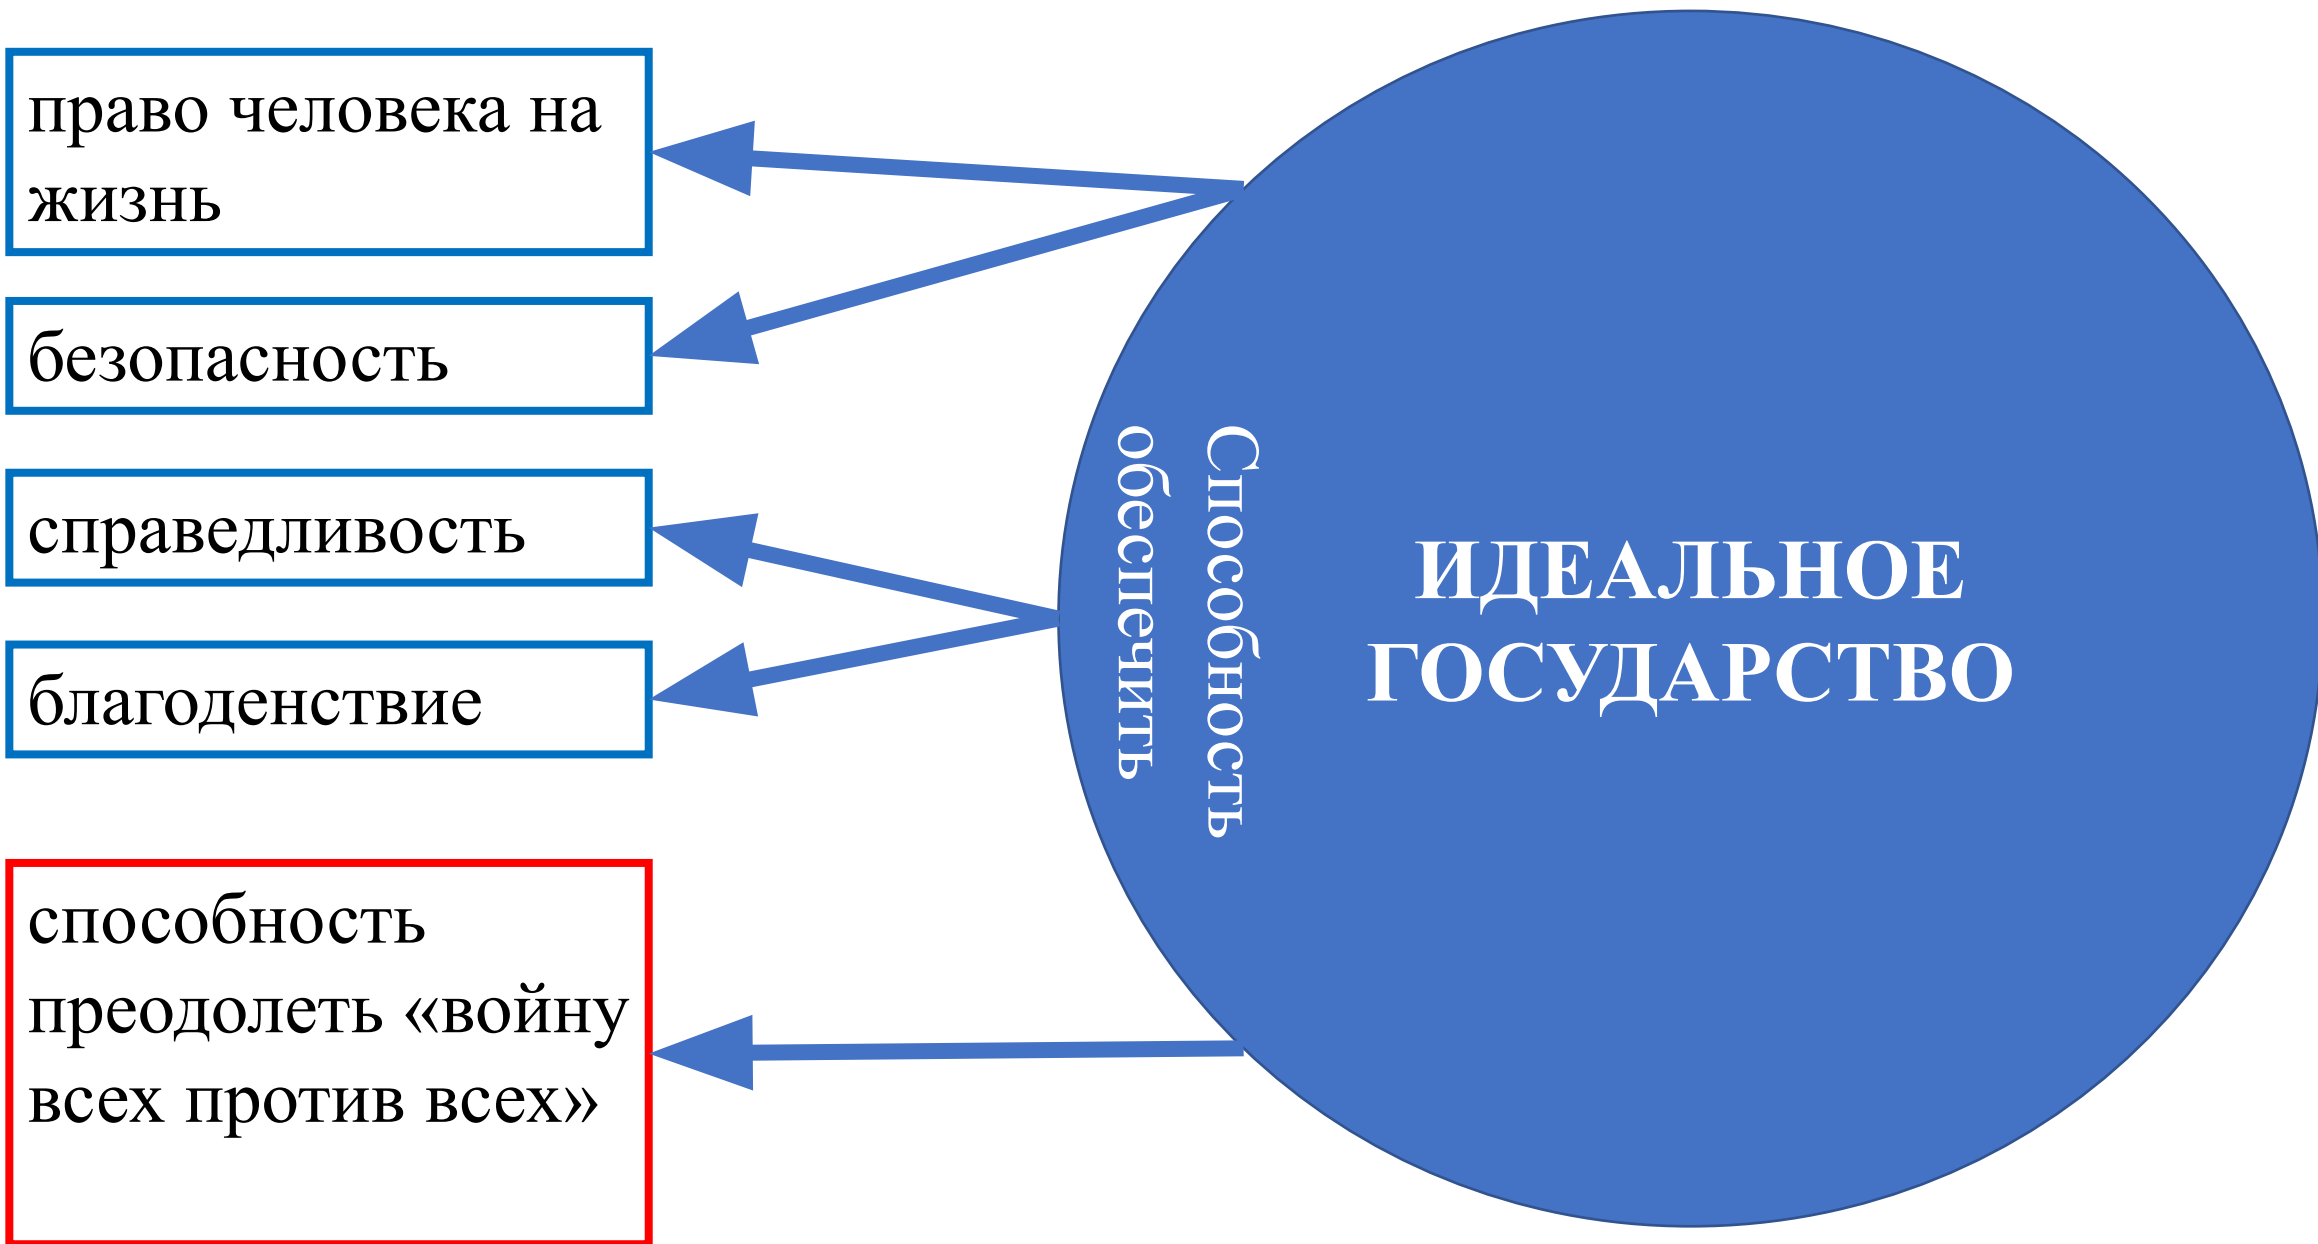 право человека на
жизнь
безопасность
справедливость
благоденствие
способность
преодолеть «войну
всех против всех»
Способность
обеспечить
ИДЕАЛЬНОЕ
ГОСУДАРСТВО